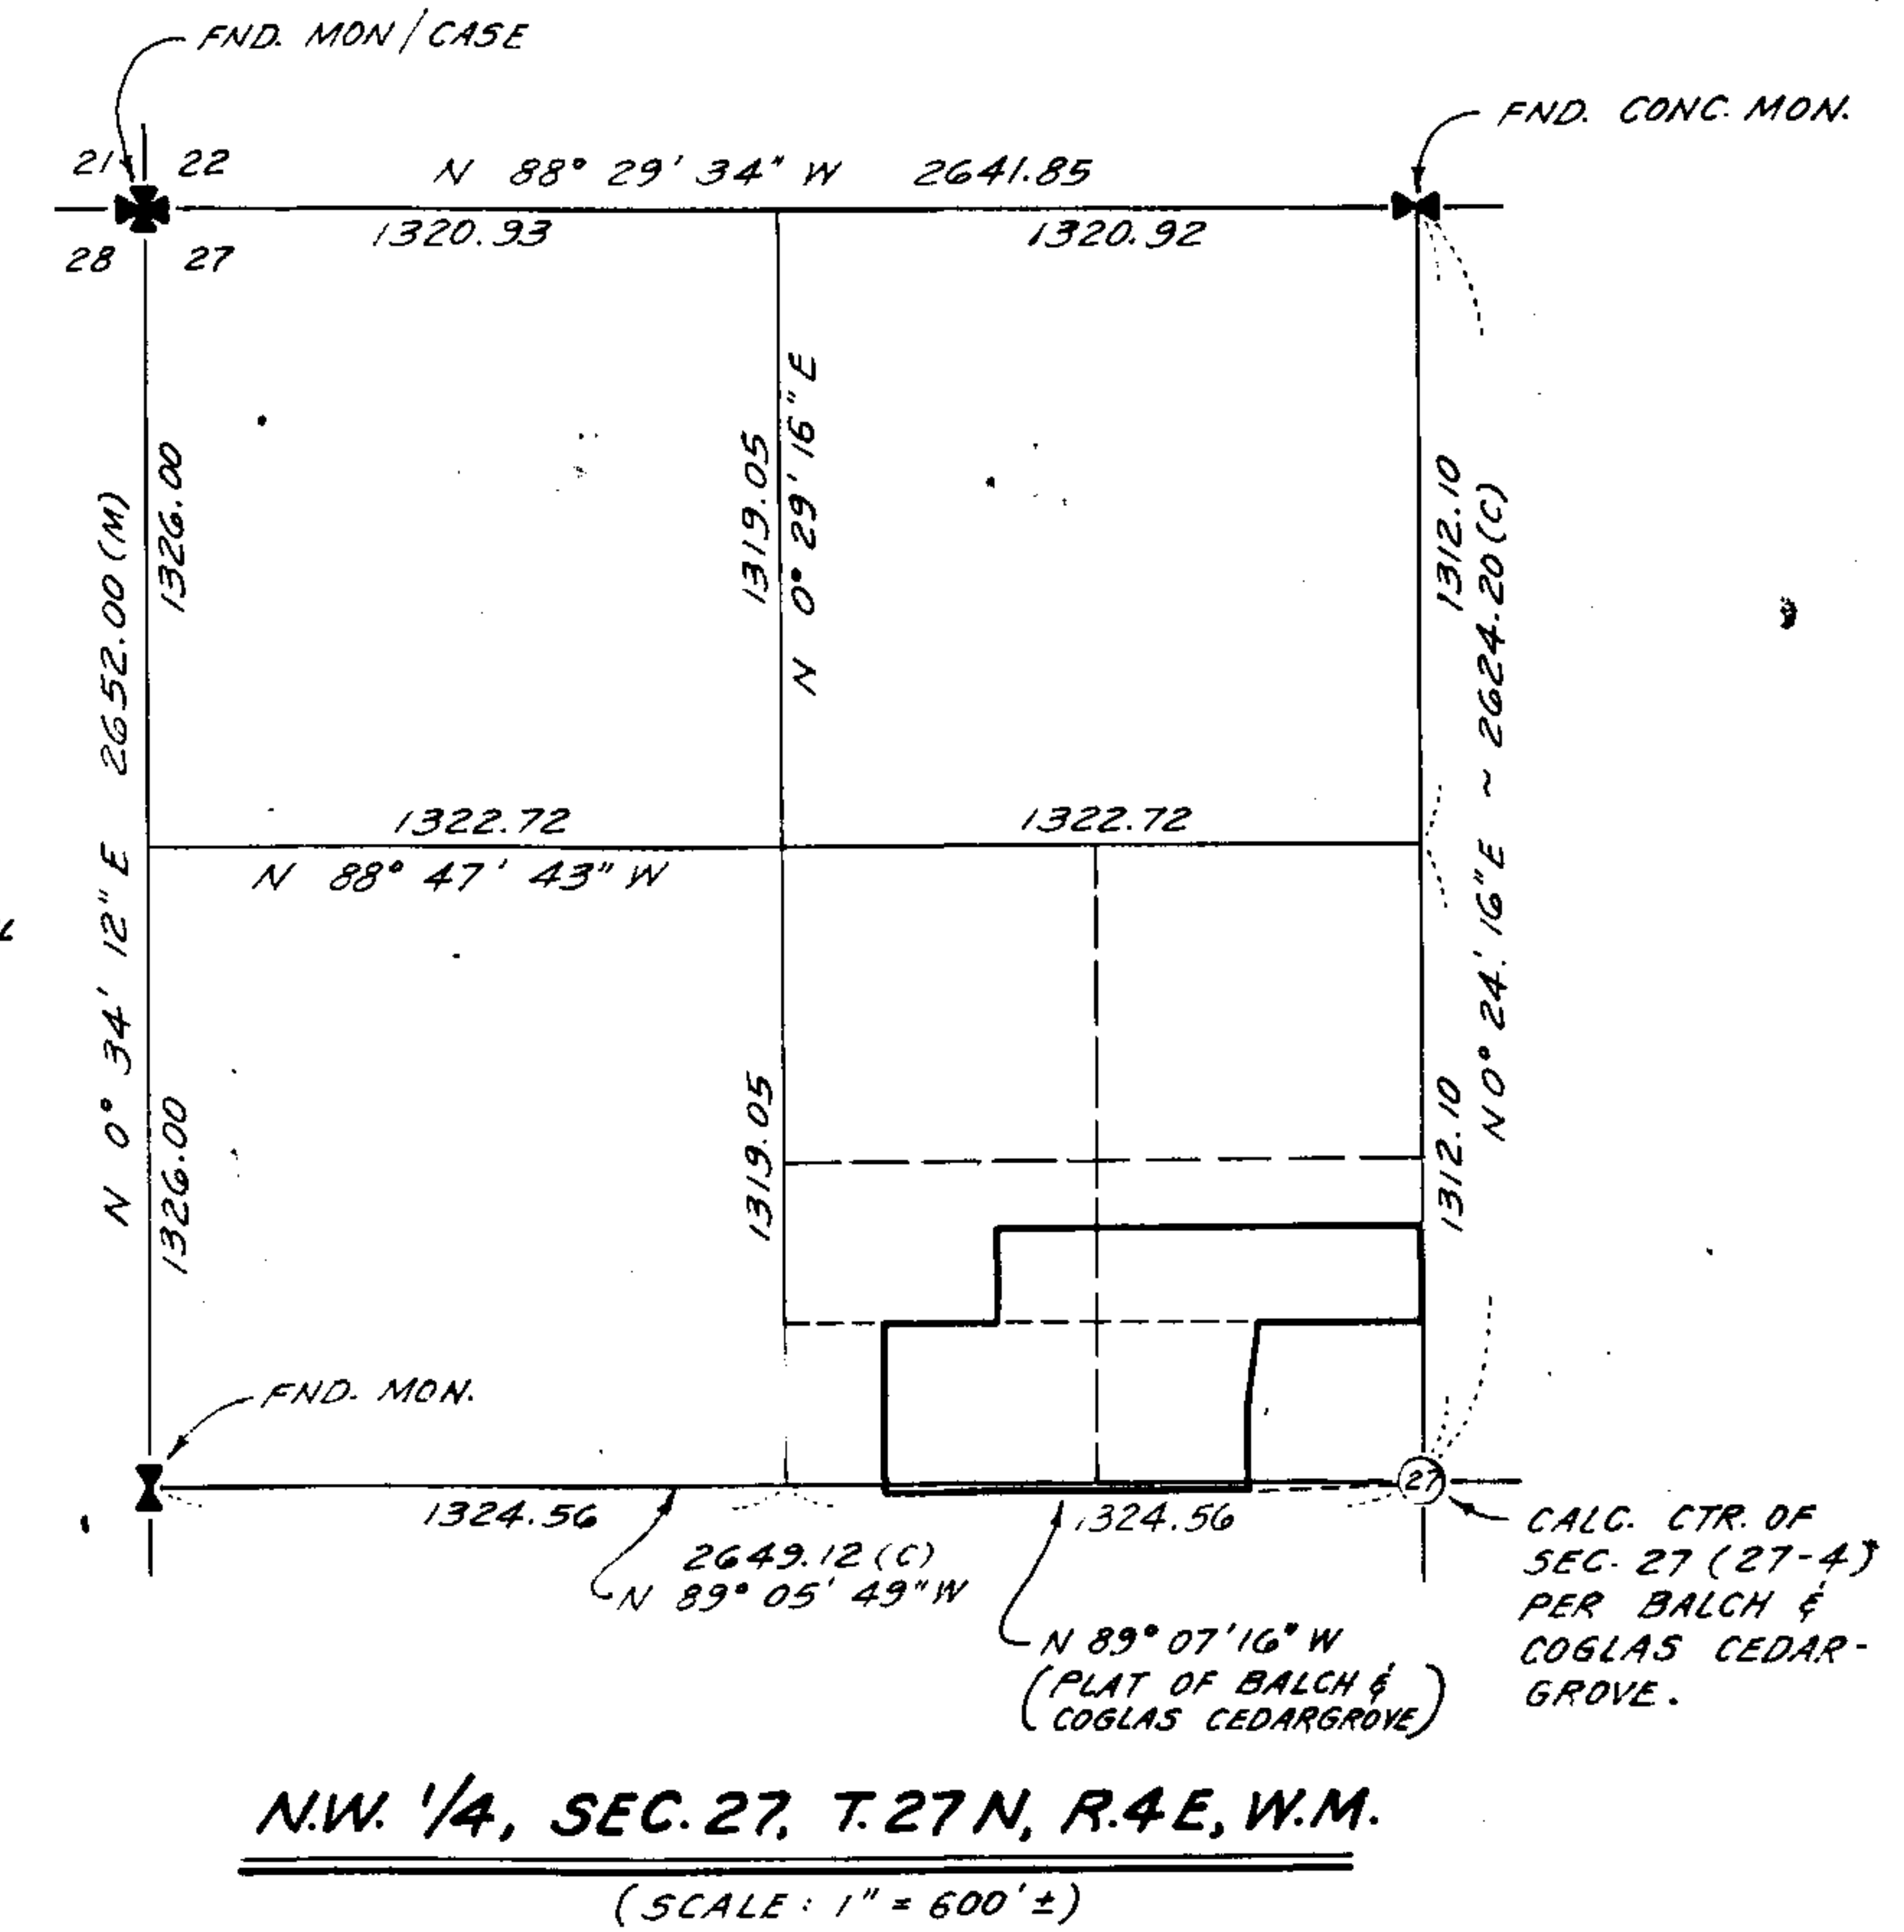 FND. MON/CASE
FND. CONC. MON.
21 22
N 88° 29' 34" W 2641.85
1320.93 1320.92
28 27
N 0° 34' 12" E 2652.00 (M)
1326.00
1319.05
N 0° 29' 16" E
1312.10
N 0° 24' 16" E ~ 2624.20 (C)
1322.72 1322.72
N 88° 47' 43" W
1326.00
1319.05
1312.10
FND. MON.
27
1324.56 1324.56
2649.12 (C)
N 89° 05' 49" W
N 89° 07' 16" W
(PLAT OF BALCH &
COGLAS CEDARGROVE)
CALC. CTR. OF
SEC. 27 (27-4)
PER BALCH &
COGLAS CEDAR-
GROVE.
N.W. 1/4, SEC. 27, T. 27 N, R. 4 E, W.M.
(SCALE: 1" = 600' ±)